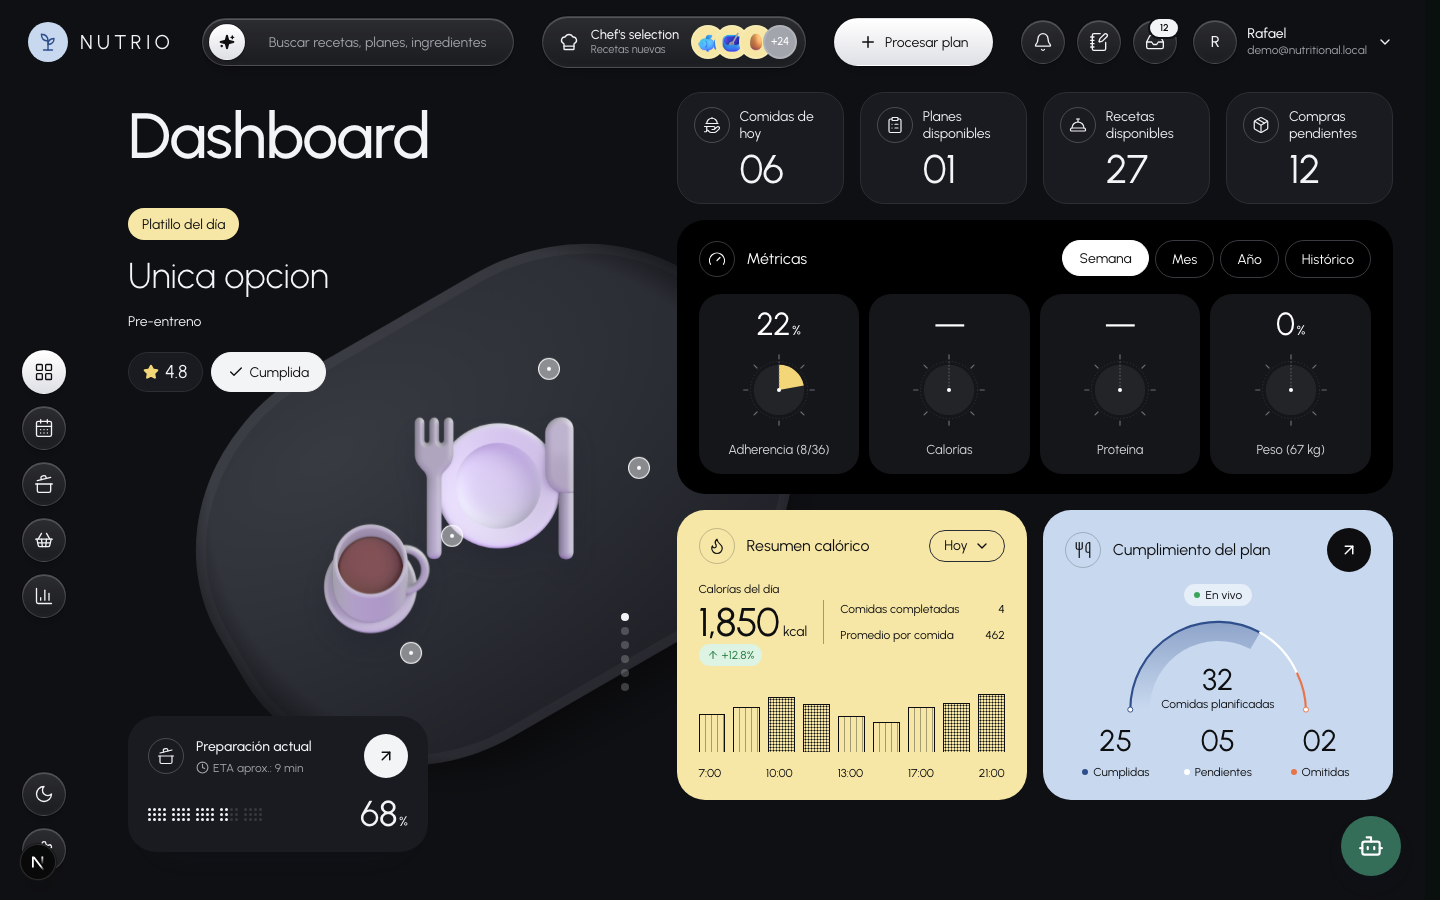 NUTRIO
Buscar recetas, planes, ingredientes
Chef's selection
Recetas nuevas
+24
Procesar plan
12
R
Rafael
demo@nutritional.local
Dashboard
Platillo del día
Unica opcion
Pre-entreno
4.8
Cumplida
Comidas de
hoy
06
Planes
disponibles
01
Recetas
disponibles
27
Compras
pendientes
12
Métricas
Semana
Mes
Año
Histórico
22%
Adherencia (8/36)
—
Calorías
—
Proteína
0%
Peso (67 kg)
Resumen calórico
Hoy
Calorías del día
1,850 kcal
+12.8%
Comidas completadas 4
Promedio por comida 462
7:00 10:00 13:00 17:00 21:00
Cumplimiento del plan
En vivo
32
Comidas planificadas
25
Cumplidas
05
Pendientes
02
Omitidas
Preparación actual
ETA aprox.: 9 min
68%
N